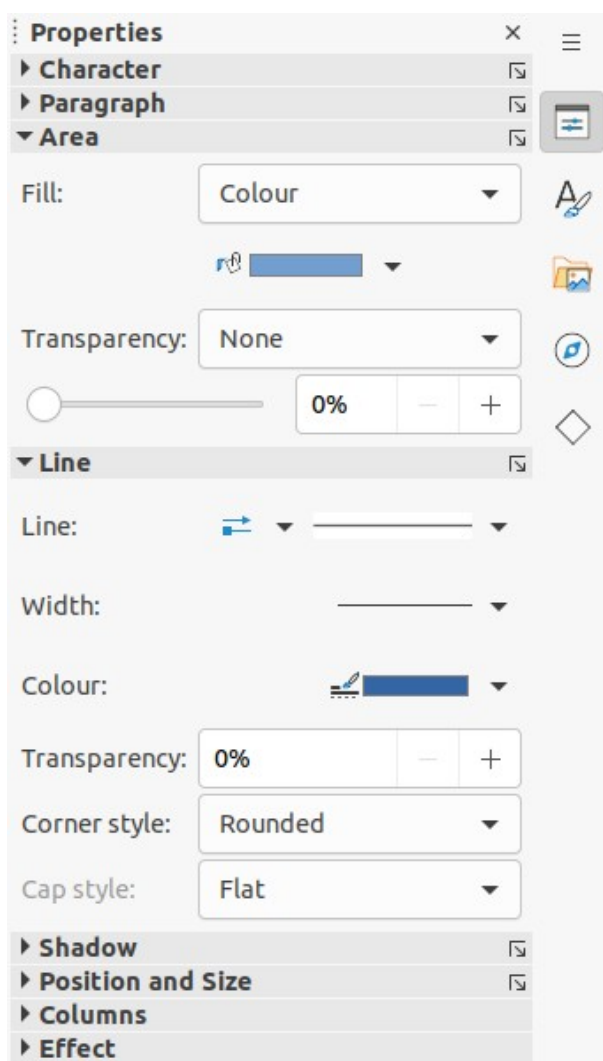 Properties
Character
Paragraph
Area
Fill: Colour
Transparency: None
0%
Line
Line:
Width:
Colour:
Transparency: 0%
Corner style: Rounded
Cap style: Flat
Shadow
Position and Size
Columns
Effect